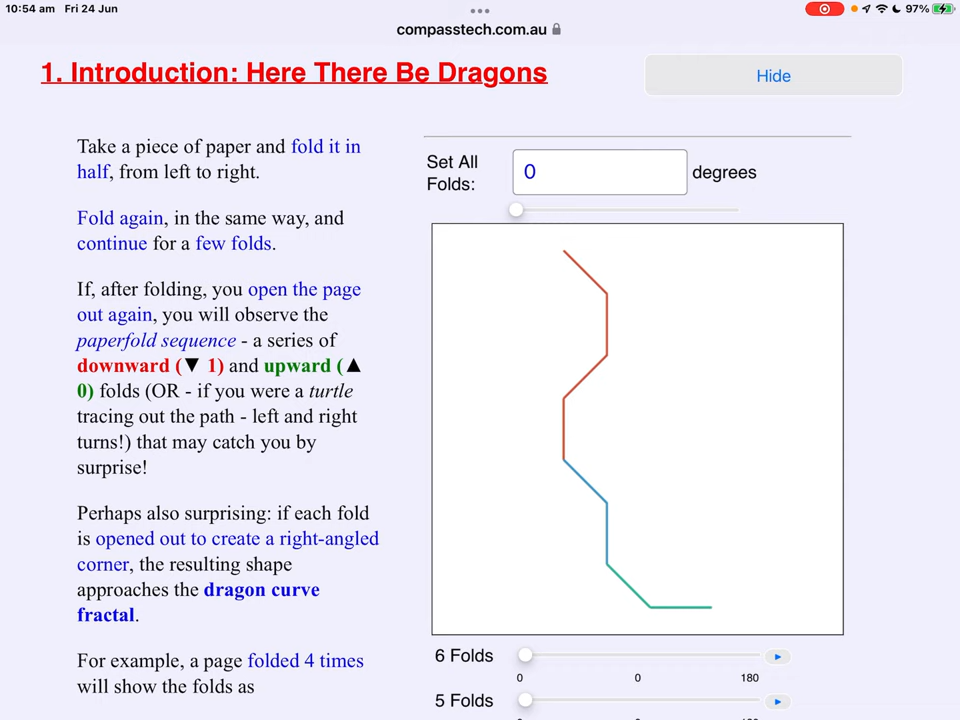 10:54 am Fri 24 Jun
97%
compasstech.com.au
1. Introduction: Here There Be Dragons
Hide
Take a piece of paper and fold it in
half, from left to right.
Fold again, in the same way, and
continue for a few folds.
If, after folding, you open the page
out again, you will observe the
paperfold sequence - a series of
downward (▼ 1) and upward (▲
0) folds (OR - if you were a turtle
tracing out the path - left and right
turns!) that may catch you by
surprise!
Perhaps also surprising: if each fold
is opened out to create a right-angled
corner, the resulting shape
approaches the dragon curve
fractal.
For example, a page folded 4 times
will show the folds as
Set All
Folds:
0
degrees
6 Folds
0 0 180
5 Folds